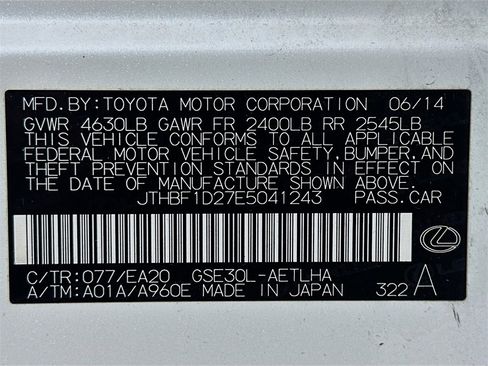 MFD.BY:TOYOTA MOTOR CORPORATION 06/14
GVWR 4630LB GAWR FR 2400LB RR 2545LB
THIS VEHICLE CONFORMS TO ALL APPLICABLE
FEDERAL MOTOR VEHICLE SAFETY,BUMPER,AND
THEFT PREVENTION STANDARDS IN EFFECT ON
THE DATE OF MANUFACTURE SHOWN ABOVE.
JTHBF1D27E5041243 PASS.CAR
C/TR:077/EA20 GSE30L-AETLHA
A/TM:A01A/A960E MADE IN JAPAN 322 A